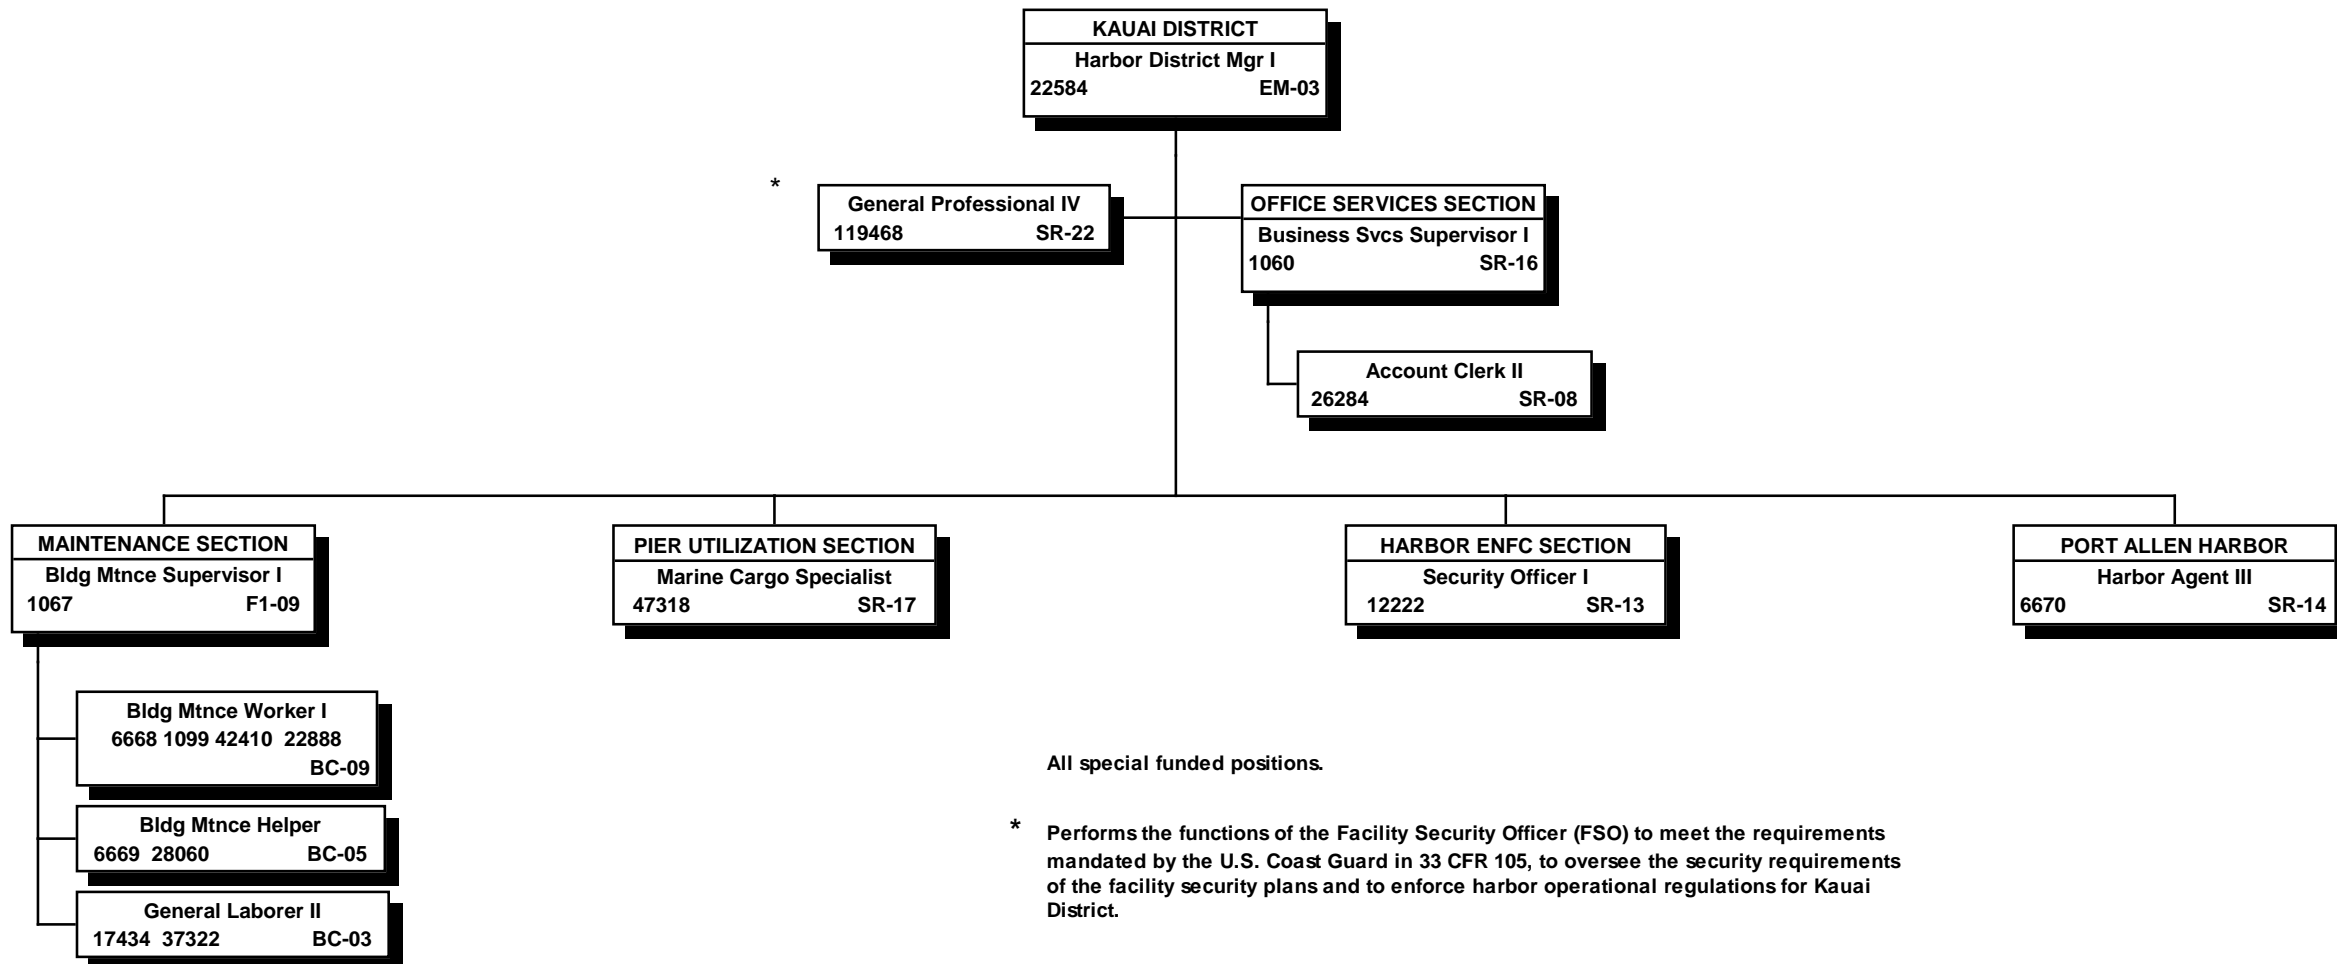 KAUAI DISTRICT
Harbor District Mgr I
22584 EM-03
*
General Professional IV
119468 SR-22
OFFICE SERVICES SECTION
Business Svcs Supervisor I
1060 SR-16
Account Clerk II
26284 SR-08
MAINTENANCE SECTION
Bldg Mtnce Supervisor I
1067 F1-09
PIER UTILIZATION SECTION
Marine Cargo Specialist
47318 SR-17
HARBOR ENFC SECTION
Security Officer I
12222 SR-13
PORT ALLEN HARBOR
Harbor Agent III
6670 SR-14
Bldg Mtnce Worker I
6668 1099 42410 22888
BC-09
Bldg Mtnce Helper
6669 28060 BC-05
General Laborer II
17434 37322 BC-03
All special funded positions.
* Performs the functions of the Facility Security Officer (FSO) to meet the requirements
mandated by the U.S. Coast Guard in 33 CFR 105, to oversee the security requirements
of the facility security plans and to enforce harbor operational regulations for Kauai
District.